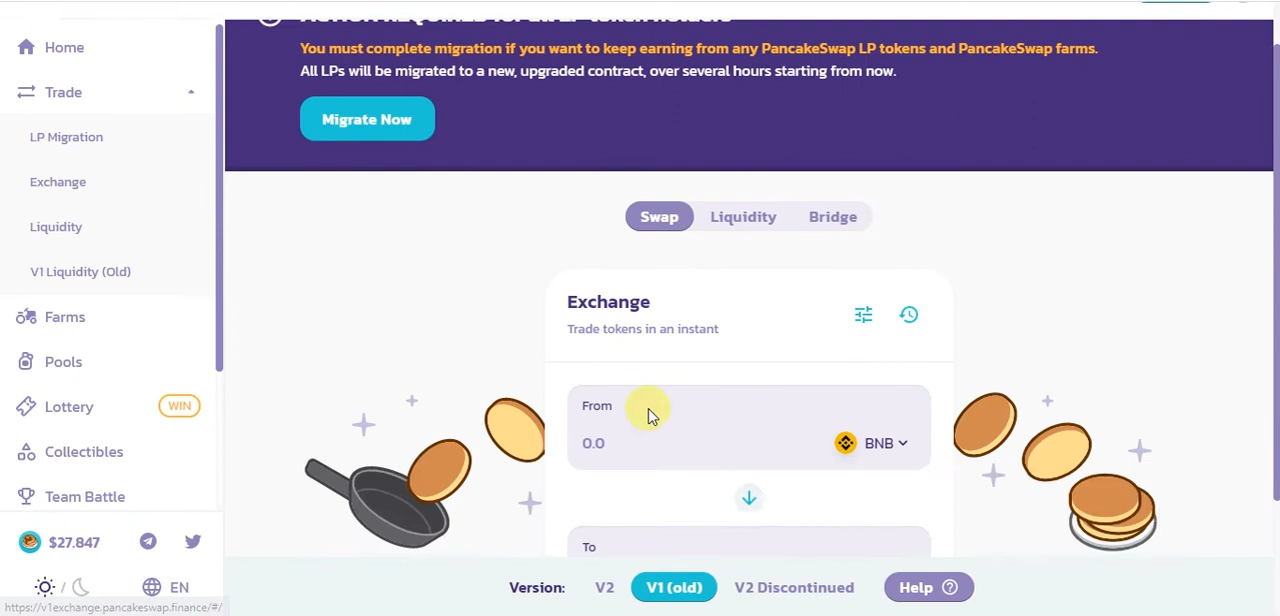 Home
Trade
LP Migration
Exchange
Liquidity
V1 Liquidity (Old)
Farms
Pools
Lottery
WIN
Collectibles
Team Battle
$27.847
/
EN
https://v1exchange.pancakeswap.finance/#/
You must complete migration if you want to keep earning from any PancakeSwap LP tokens and PancakeSwap farms.
All LPs will be migrated to a new, upgraded contract, over several hours starting from now.
Migrate Now
Swap Liquidity Bridge
Exchange
Trade tokens in an instant
From
0.0 BNB
To
Version: V2 V1 (old) V2 Discontinued Help ?